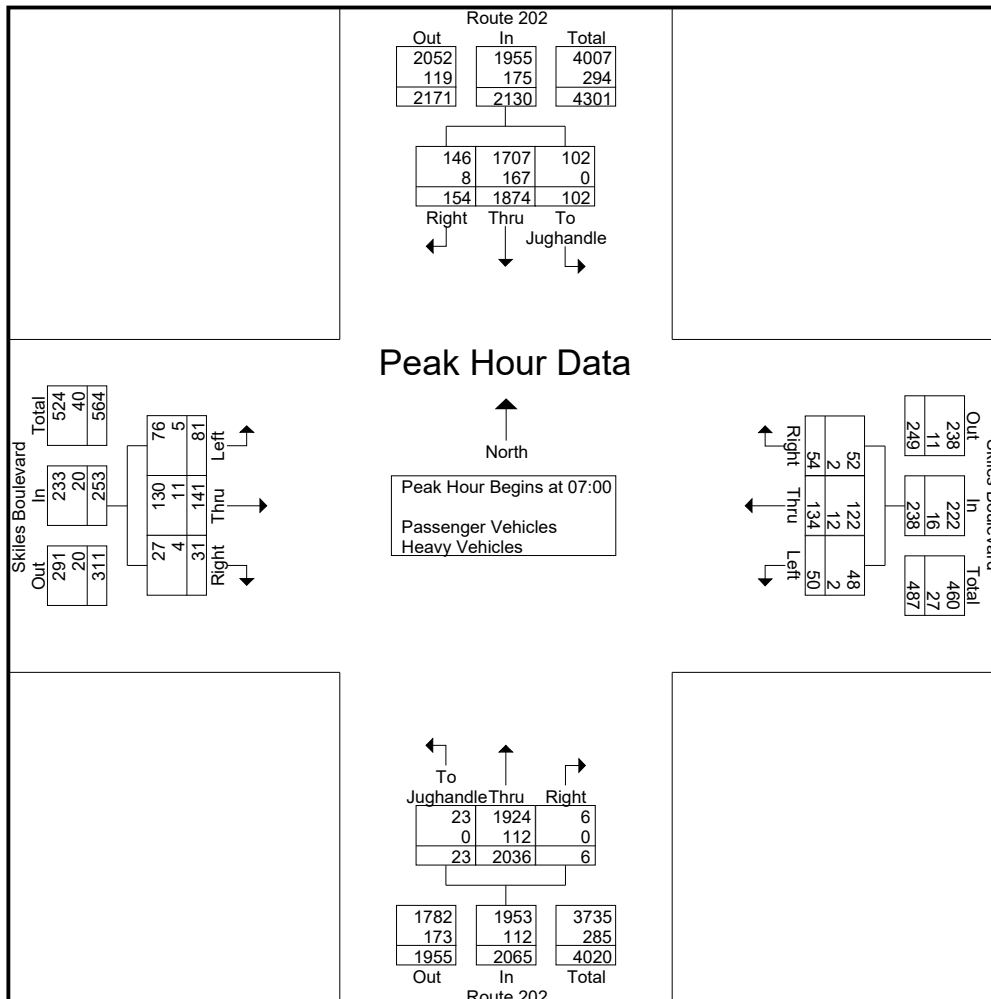 Route 202
Out In Total
2052 1955 4007
119 175 294
2171 2130 4301
146 1707 102
8 167 0
154 1874 102
Right Thru To
Jughandle
Peak Hour Data
North
Peak Hour Begins at 07:00
Passenger Vehicles
Heavy Vehicles
Skiles Boulevard
Out In Total
291 233 524
20 20 40
311 253 564
Left Thru Right
76 130 27
5 11 4
81 141 31
Skiles Boulevard
Out In Total
238 222 460
11 16 27
249 238 487
Right Thru Left
52 122 48
2 12 2
54 134 50
To
Jughandle Thru Right
23 1924 6
0 112 0
23 2036 6
1782 1953 3735
173 112 285
1955 2065 4020
Out In Total
Route 202